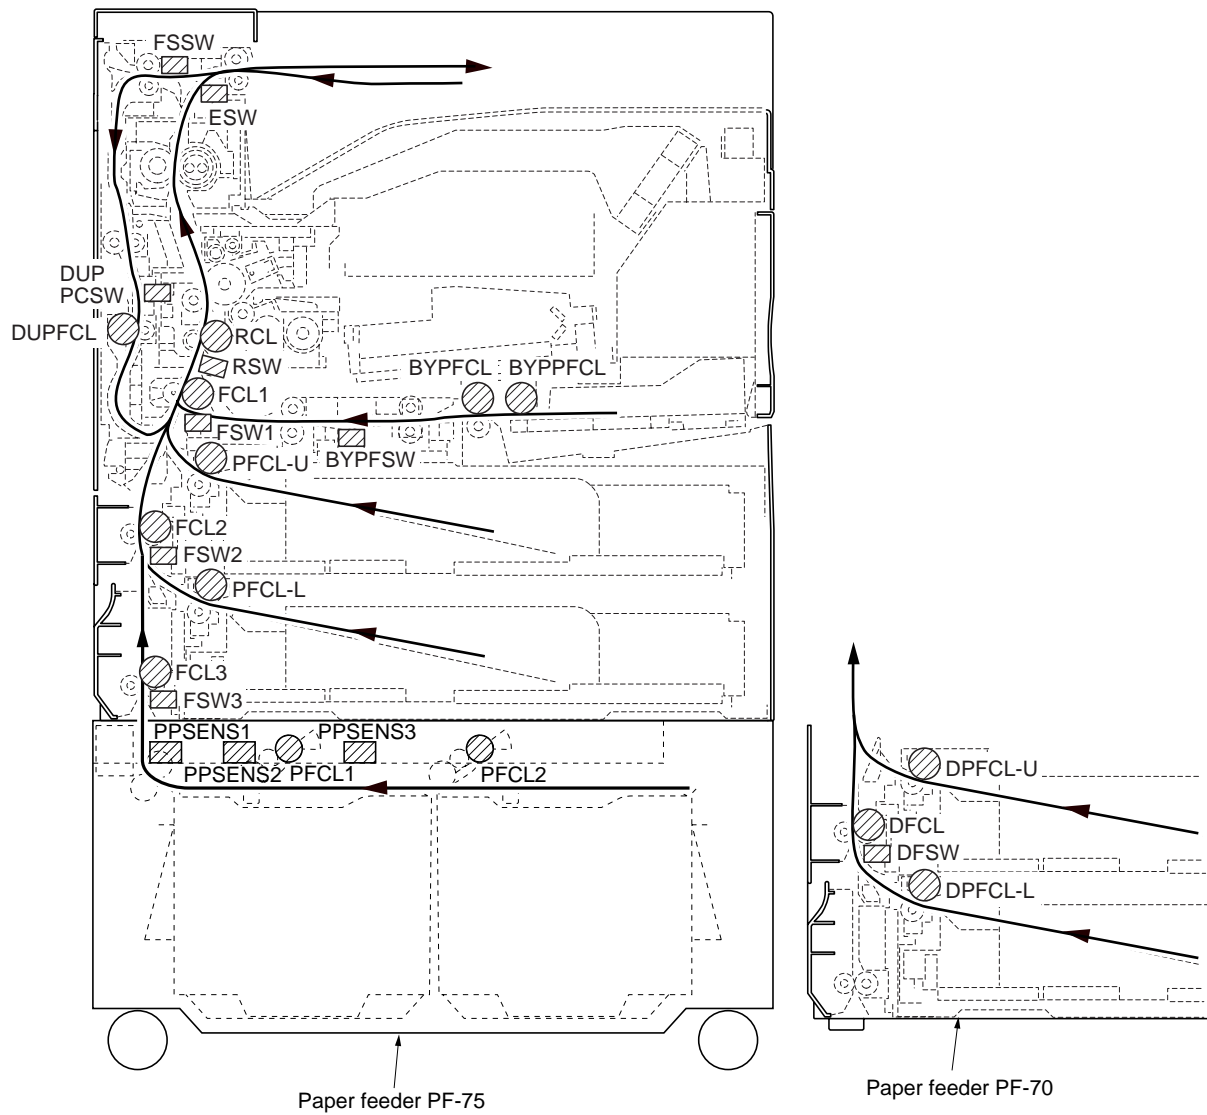 FSSW
ESW
DUP
PCSW
DUPFCL
RCL
RSW
BYPFCL
BYPPFCL
FCL1
FSW1
BYPFSW
PFCL-U
FCL2
FSW2
PFCL-L
FCL3
FSW3
PPSENS1
PPSENS3
PPSENS2
PFCL1
PFCL2
DPFCL-U
DFCL
DFSW
DPFCL-L
Paper feeder PF-75
Paper feeder PF-70